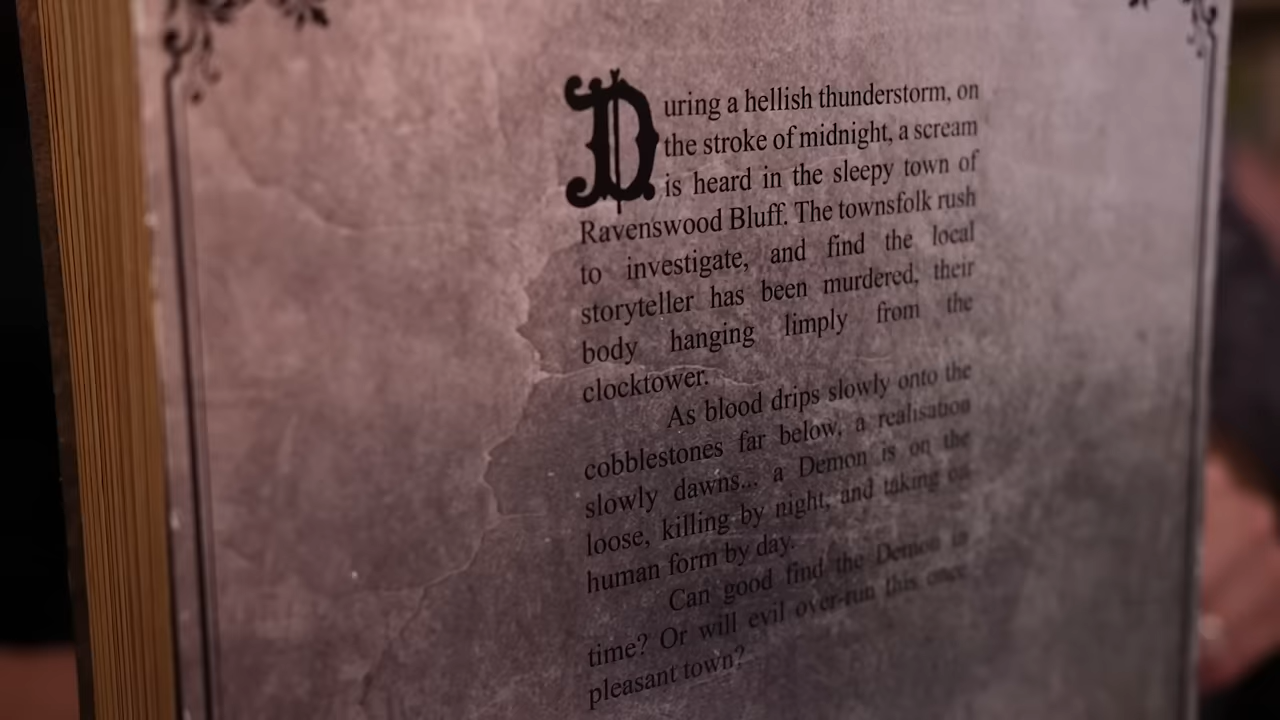 During a hellish thunderstorm, on
the stroke of midnight, a scream
is heard in the sleepy town of
Ravenswood Bluff. The townsfolk rush
to investigate, and find the local
storyteller has been murdered, their
body hanging limply from the
clocktower.
As blood drips slowly onto the
cobblestones far below, a realisation
slowly dawns... a Demon is on the
loose, killing by night, and taking on
human form by day.
Can good find the Demon in
time? Or will evil over-run this once
pleasant town?